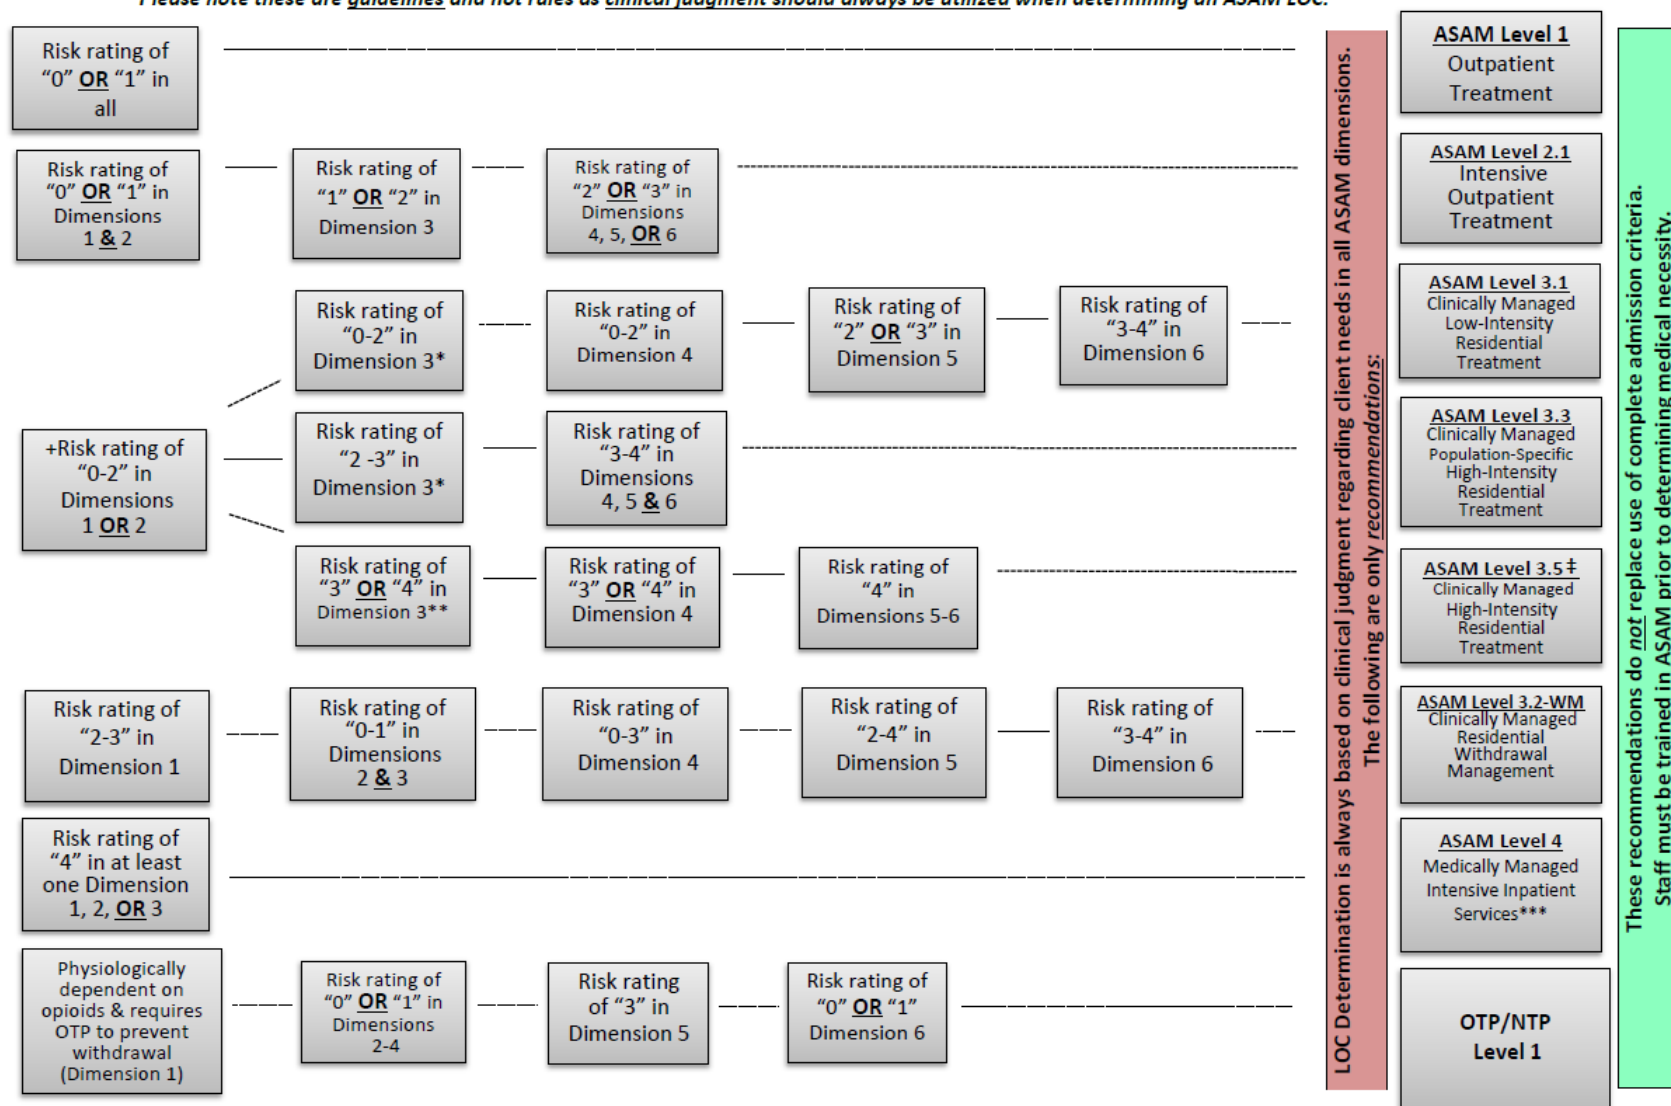 Please note these are guidelines and not rules as clinical judgment should always be utilized when determining an ASAM LOC.
Risk rating of
“0” OR “1” in
all
ASAM Level 1
Outpatient
Treatment
Risk rating of
“0” OR “1” in
Dimensions
1 & 2
Risk rating of
“1” OR “2” in
Dimension 3
Risk rating of
“2” OR “3” in
Dimensions
4, 5, OR 6
ASAM Level 2.1
Intensive
Outpatient
Treatment
+Risk rating of
“0-2” in
Dimensions
1 OR 2
Risk rating of
“0-2” in
Dimension 3*
Risk rating of
“0-2” in
Dimension 4
Risk rating of
“2” OR “3” in
Dimension 5
Risk rating of
“3-4” in
Dimension 6
ASAM Level 3.1
Clinically Managed
Low-Intensity
Residential
Treatment
Risk rating of
“2 -3” in
Dimension 3*
Risk rating of
“3-4” in
Dimensions
4, 5 & 6
ASAM Level 3.3
Clinically Managed
Population-Specific
High-Intensity
Residential
Treatment
Risk rating of
“3” OR “4” in
Dimension 3**
Risk rating of
“3” OR “4” in
Dimension 4
Risk rating of
“4” in
Dimensions 5-6
ASAM Level 3.5‡
Clinically Managed
High-Intensity
Residential
Treatment
Risk rating of
“2-3” in
Dimension 1
Risk rating of
“0-1” in
Dimensions
2 & 3
Risk rating of
“0-3” in
Dimension 4
Risk rating of
“2-4” in
Dimension 5
Risk rating of
“3-4” in
Dimension 6
ASAM Level 3.2-WM
Clinically Managed
Residential
Withdrawal
Management
Risk rating of
“4” in at least
one Dimension
1, 2, OR 3
ASAM Level 4
Medically Managed
Intensive Inpatient
Services***
Physiologically
dependent on
opioids & requires
OTP to prevent
withdrawal
(Dimension 1)
Risk rating of
“0” OR “1” in
Dimensions
2-4
Risk rating
of “3” in
Dimension 5
Risk rating of
“0” OR “1”
Dimension 6
OTP/NTP
Level 1
LOC Determination is always based on clinical judgment regarding client needs in all ASAM dimensions.
The following are only recommendations:
These recommendations do not replace use of complete admission criteria.
Staff must be trained in ASAM prior to determining medical necessity.